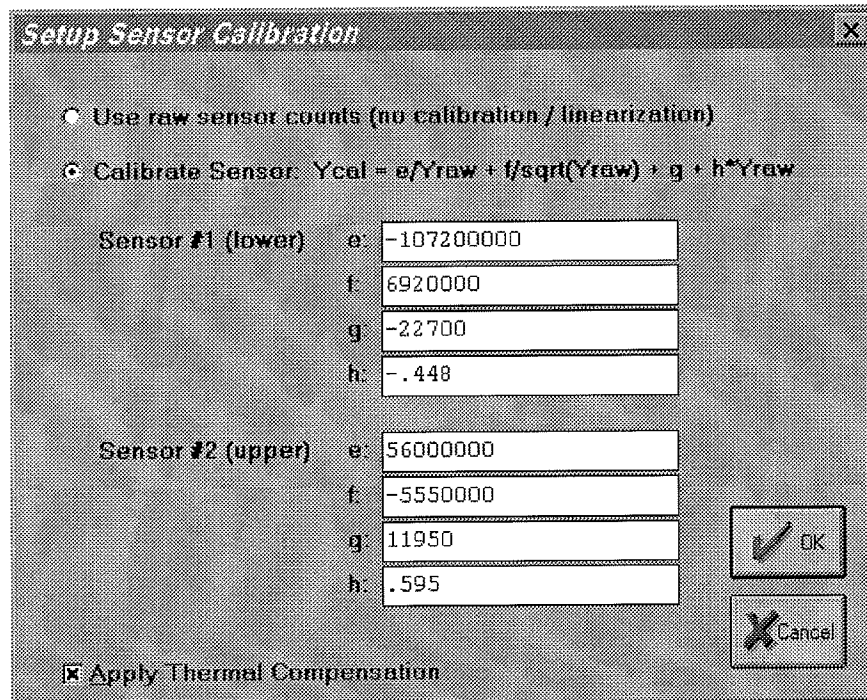 Setup Sensor Calibration
Use raw sensor counts (no calibration / linearization)
Calibrate Sensor: Ycal = e/Yraw + f/sqrt(Yraw) + g + h*Yraw
Sensor #1 (lower) e: -107200000
f: 6920000
g: -22700
h: -.448
Sensor #2 (upper) e: 56000000
f: -5550000
g: 11950
h: .595
OK
Cancel
Apply Thermal Compensation